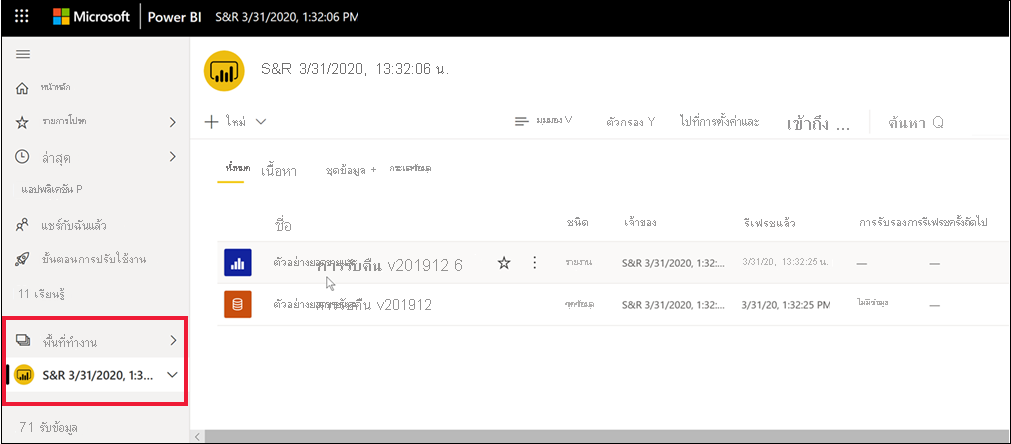 Microsoft Power BI S&R 3/31/2020, 1:32:06 PM
S&R 3/31/2020, 13:32:06 น.
หน้าหลัก
รายการโปรด
ใหม่
มุมมอง V
ตัวกรอง Y
ไปที่การตั้งค่าและ
เข้าถึง ...
ค้นหา Q
ล่าสุด
แอปพลิเคชัน P
แชร์กับฉันแล้ว
ขั้นตอนการปรับใช้งาน
11 เรียนรู้
พื้นที่ทำงาน
S&R 3/31/2020, 1:3...
71 รับข้อมูล
ทั้งหมด เนื้อหา ชุดข้อมูล + กระแสข้อมูล
ชื่อ ชนิด เจ้าของ รีเฟรชแล้ว การรับรองการรีเฟรชครั้งถัดไป
ตัวอย่างยอดขายและ การรับคืน v201912 6 รายงาน S&R 3/31/2020, 1:32:... 3/31/20, 13:32:25 น. — —
ตัวอย่างยอดขายและ การรับคืน v201912 ชุดข้อมูล S&R 3/31/2020, 1:32:... 3/31/20, 1:32:25 PM ไม่มีข้อมูล —